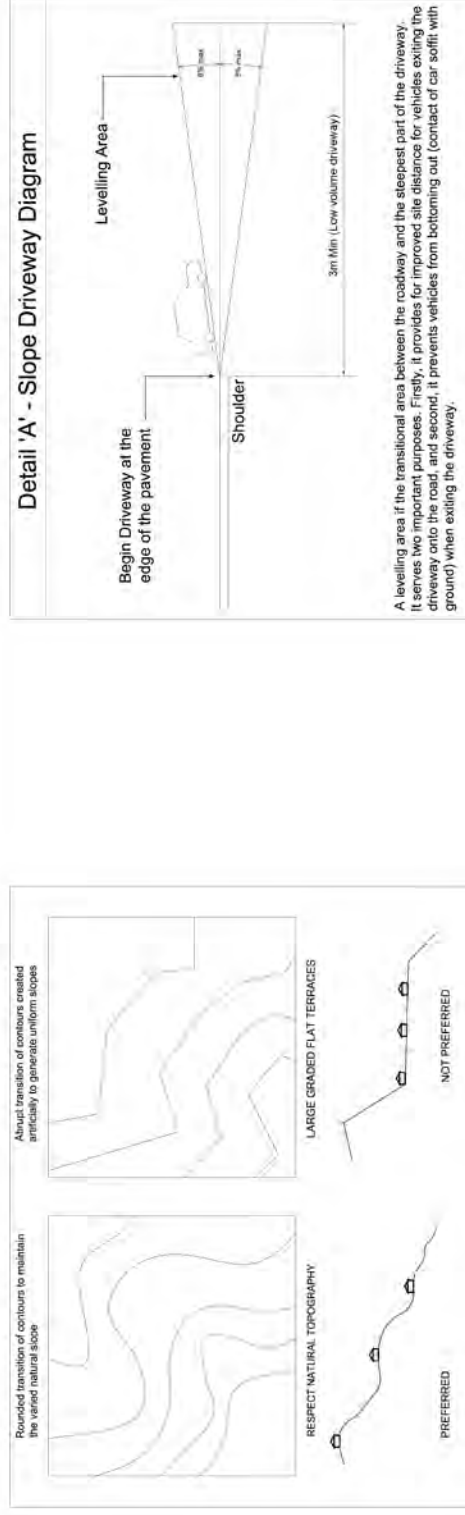 Rounded transition of contours to maintain
the varied natural slope
Abrupt transition of contours created
artificially to generate uniform slopes
RESPECT NATURAL TOPOGRAPHY
LARGE GRADED FLAT TERRACES
PREFERRED
NOT PREFERRED
Detail 'A' - Slope Driveway Diagram
Levelling Area
Begin Driveway at the
edge of the pavement
Shoulder
3m Min (Low volume driveway)
A levelling area if the transitional area between the roadway and the steepest part of the driveway.
It serves two important purposes. Firstly, it provides for improved site distance for vehicles exiting the
driveway onto the road, and second, it prevents vehicles from bottoming out (contact of car soffit with
ground) when exiting the driveway.